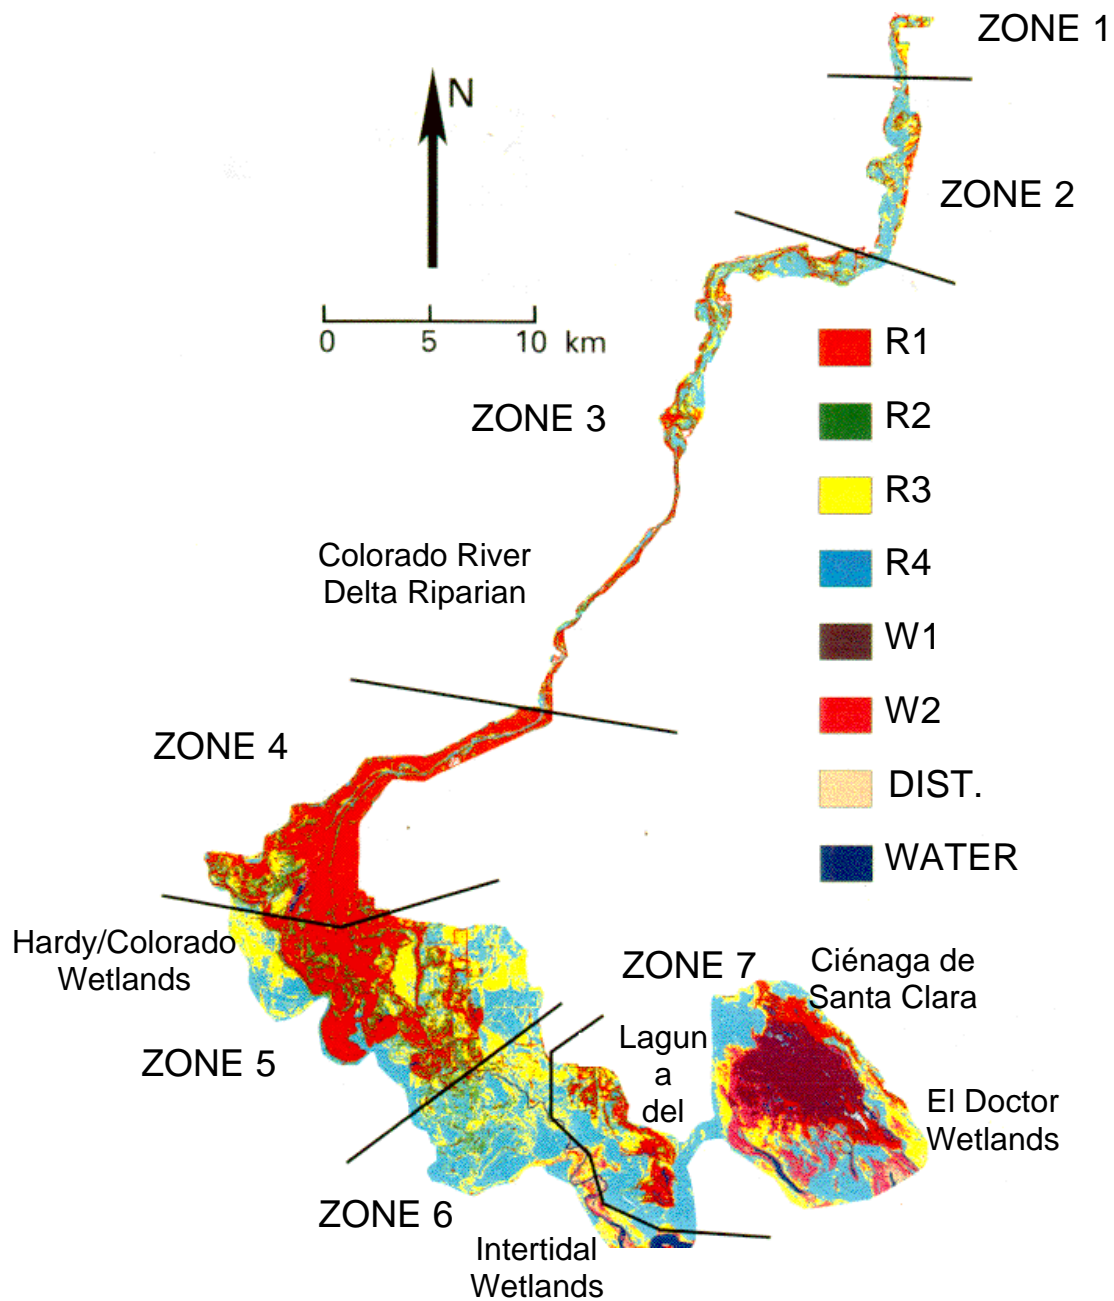 ZONE 1
N
ZONE 2
0 5 10 km
R1
ZONE 3
R2
R3
Colorado River
Delta Riparian
R4
W1
W2
ZONE 4
DIST.
WATER
Hardy/Colorado
Wetlands
ZONE 7
Ciénaga de
Santa Clara
ZONE 5
Lagun
a
del
El Doctor
Wetlands
ZONE 6
Intertidal
Wetlands